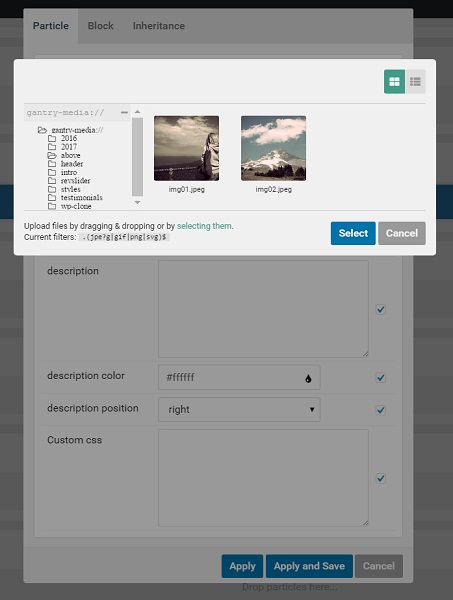 Particle Block Inheritance
gantry-media://
gantry-media://
2016
2017
above
header
intro
revslider
styles
testimonials
wp-clone
img01.jpeg img02.jpeg
Upload files by dragging & dropping or by selecting them.
Current filters: .(jpe?g|gif|png|svg)$
Select Cancel
description
description color #ffffff
description position right
Custom css
Apply Apply and Save Cancel
Drop particles here...